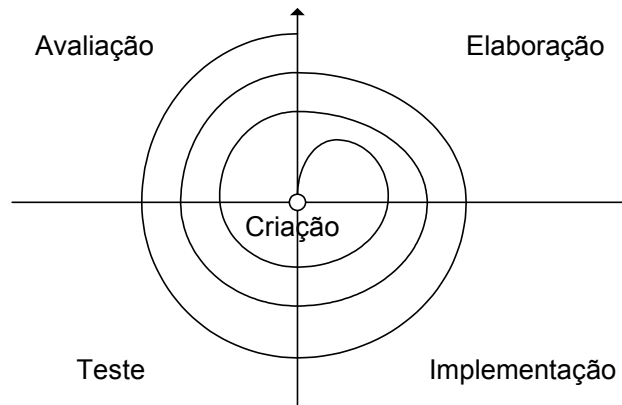 Avaliação
Elaboração
Criação
Teste
Implementação